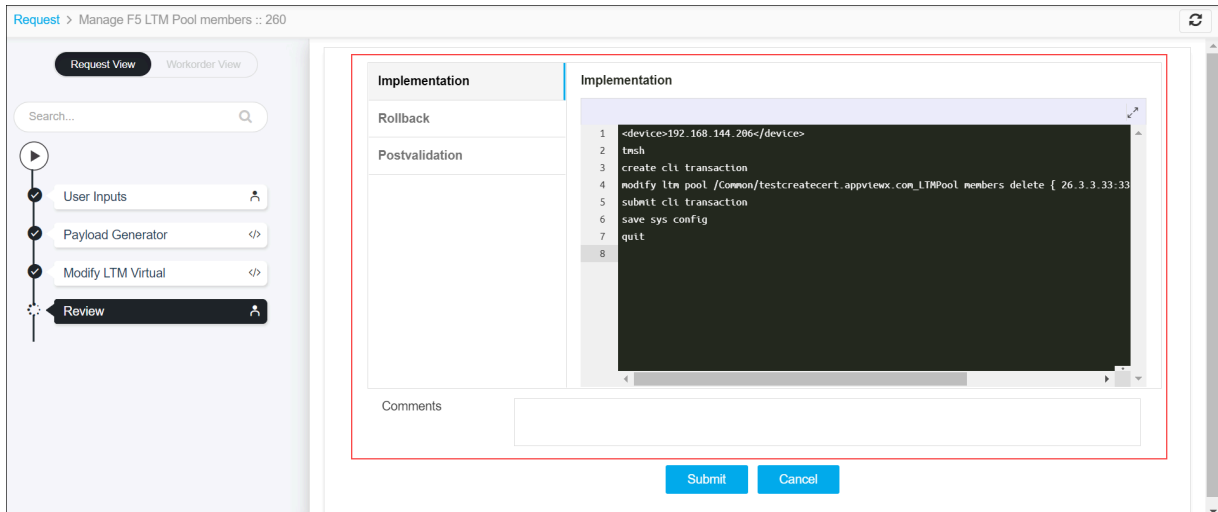 Request > Manage F5 LTM Pool members :: 260
Request View
Workorder View
Search...
User Inputs
Payload Generator </>
Modify LTM Virtual </>
Review
Implementation
Rollback
Postvalidation
Implementation
1 <device>192.168.144.206</device>
2 tmsh
3 create cli transaction
4 modify ltm pool /Common/testcreatecert.appviewx.com_LTMPool members delete { 26.3.3.33:33
5 submit cli transaction
6 save sys config
7 quit
8
Comments
Submit
Cancel